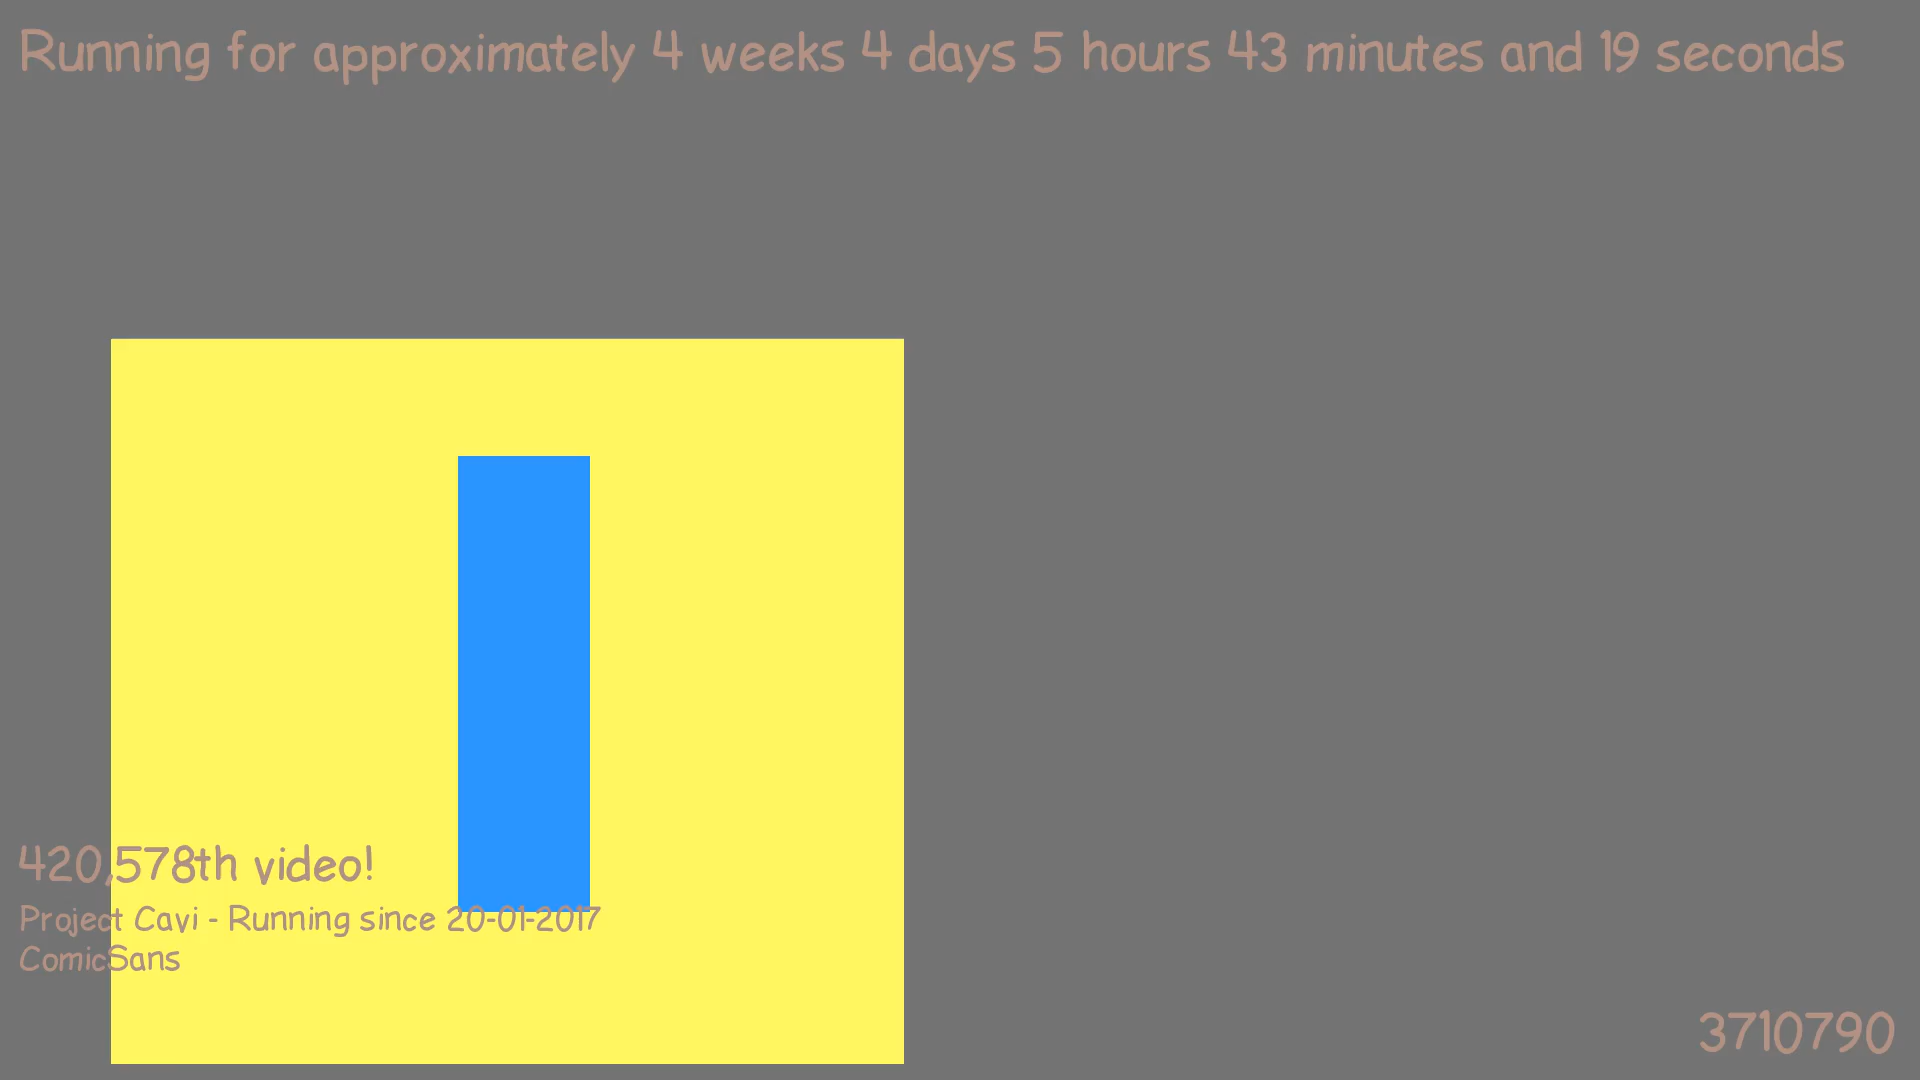 Running for approximately 4 weeks 4 days 5 hours 43 minutes and 19 seconds
420,578th video!
Project Cavi - Running since 20-01-2017
ComicSans
3710790